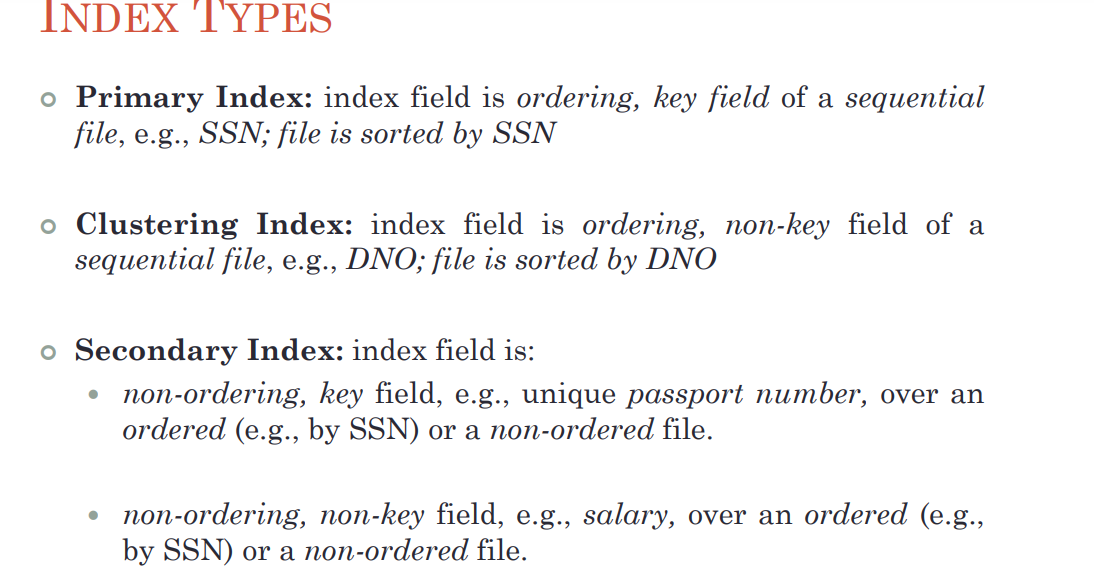 INDEX TYPES
Primary Index: index field is ordering, key field of a sequential
file, e.g., SSN; file is sorted by SSN
Clustering Index: index field is ordering, non-key field of a
sequential file, e.g., DNO; file is sorted by DNO
Secondary Index: index field is:
non-ordering, key field, e.g., unique passport number, over an
ordered (e.g., by SSN) or a non-ordered file.
non-ordering, non-key field, e.g., salary, over an ordered (e.g.,
by SSN) or a non-ordered file.